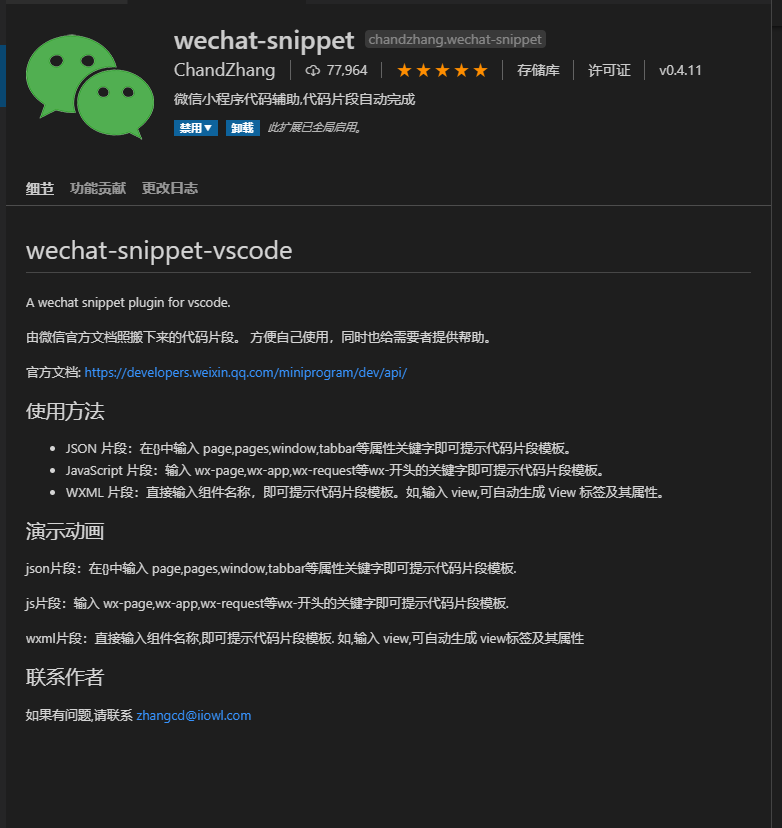 wechat-snippet chandzhang.wechat-snippet
ChandZhang 77,964 存储库 许可证 v0.4.11
微信小程序代码辅助,代码片段自动完成
禁用 卸载 此扩展已全局启用。
细节 功能贡献 更改日志
wechat-snippet-vscode
A wechat snippet plugin for vscode.
由微信官方文档照搬下来的代码片段。 方便自己使用，同时也给需要者提供帮助。
官方文档: https://developers.weixin.qq.com/miniprogram/dev/api/
使用方法
JSON 片段：在{}中输入 page,pages,window,tabbar等属性关键字即可提示代码片段模板。
JavaScript 片段：输入 wx-page,wx-app,wx-request等wx-开头的关键字即可提示代码片段模板。
WXML 片段：直接输入组件名称，即可提示代码片段模板。如,输入 view,可自动生成 View 标签及其属性。
演示动画
json片段：在{}中输入 page,pages,window,tabbar等属性关键字即可提示代码片段模板.
js片段：输入 wx-page,wx-app,wx-request等wx-开头的关键字即可提示代码片段模板.
wxml片段：直接输入组件名称,即可提示代码片段模板. 如,输入 view,可自动生成 view标签及其属性
联系作者
如果有问题,请联系 zhangcd@iiowl.com